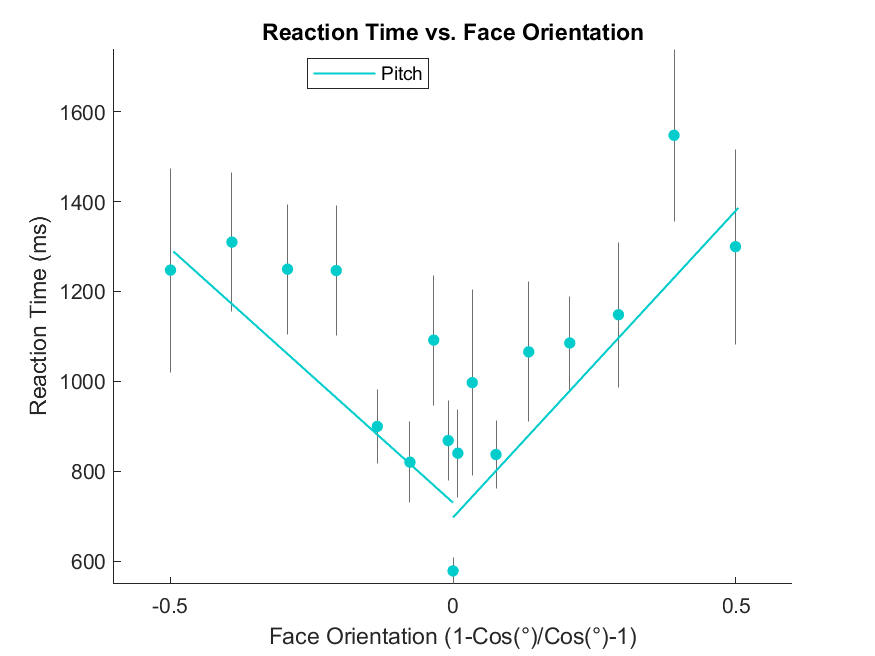 Reaction Time vs. Face Orientation
Pitch
Reaction Time (ms)
1600
1400
1200
1000
800
600
-0.5 0 0.5
Face Orientation (1-Cos(°)/Cos(°)-1)